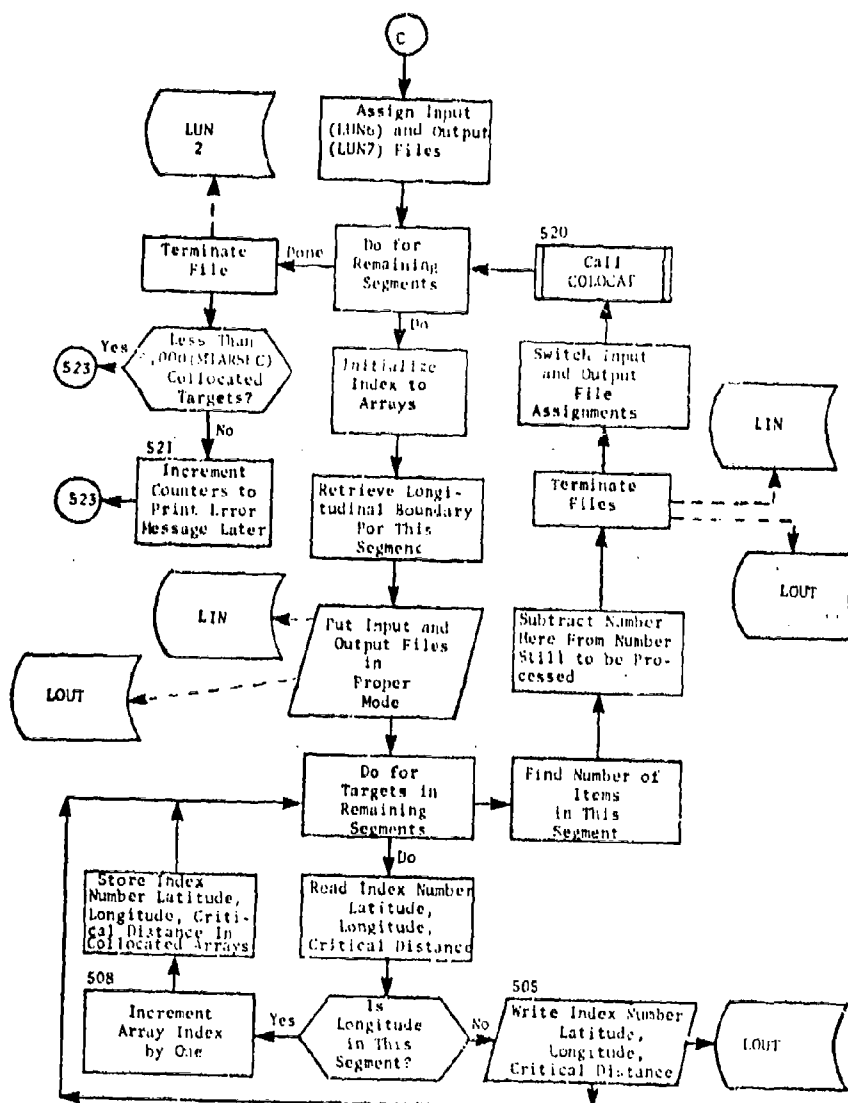 C
Assign Input
(LUN6) and Output
(LUN7) Files
LUN
2
Terminate
File
Done
Do for
Remaining
Segments
520
Call
COLOCAT
Do
Yes
Less Than
,000(MIARSEC)
Collocated
Targets?
523
No
Initialize
Index to
Arrays
Switch Input
and Output
File
Assignments
LIN
521
Increment
Counters to
Print Error
Message Later
523
Retrieve Longi-
tudinal Boundary
For This
Segment
Terminate
Files
LOUT
LIN
Put Input and
Output Files
in
Proper
Mode
Subtract Number
Here From Number
Still to be Pro-
cessed
LOUT
Do for
Targets in
Remaining
Segments
Find Number of
Items
in This
Segment
Do
Store Index
Number Latitude,
Longitude, Criti-
cal Distance In
Collocated Arrays
Read Index Number
Latitude,
Longitude,
Critical Distance
508
Increment
Array Index
by One
Yes
Is
Longitude
in This
Segment?
No
505
Write Index Number
Latitude,
Longitude,
Critical Distance
LOUT